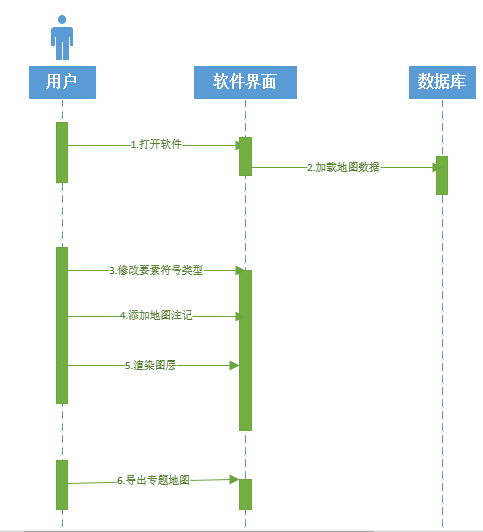 用户
软件界面
数据库
1.打开软件
2.加载地图数据
3.修改要素符号类型
4.添加地图注记
5.渲染图层
6.导出专题地图